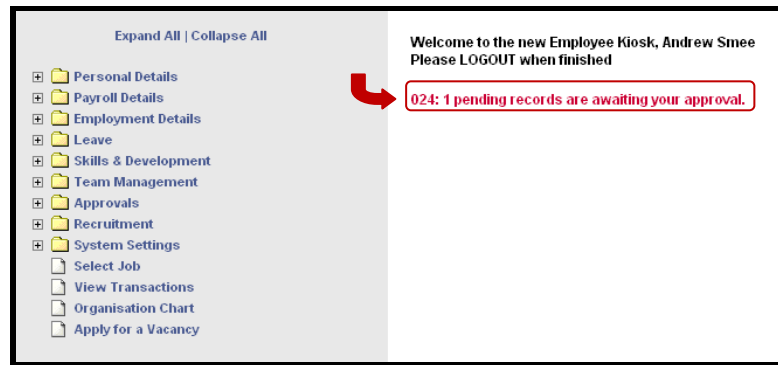 Expand All | Collapse All
Personal Details
Payroll Details
Employment Details
Leave
Skills & Development
Team Management
Approvals
Recruitment
System Settings
Select Job
View Transactions
Organisation Chart
Apply for a Vacancy
Welcome to the new Employee Kiosk, Andrew Smee
Please LOGOUT when finished
024: 1 pending records are awaiting your approval.